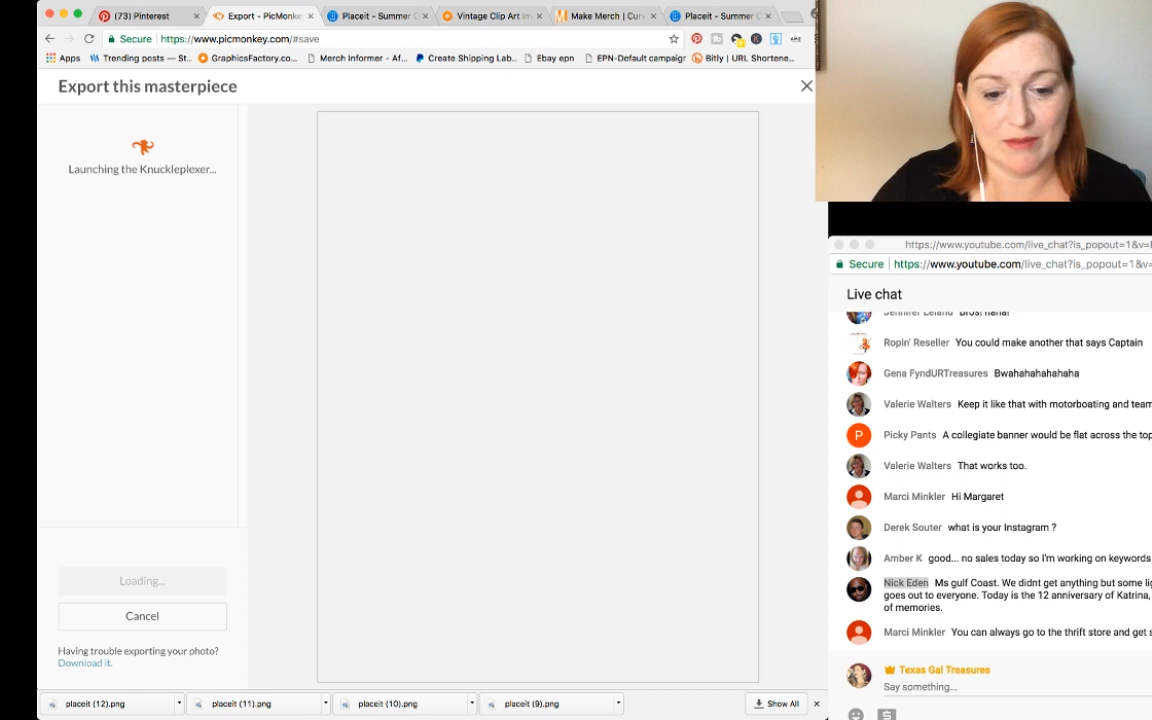 (73) Pinterest
Export - PicMonke
Placeit - Summer C
Vintage Clip Art Im
Make Merch | Cur
Placeit - Summer C
Secure
https://www.picmonkey.com/#save
Apps
Trending posts — St...
GraphicsFactory.co...
Merch Informer - Af...
Create Shipping Lab...
Ebay epn
EPN-Default campaign
Bitly | URL Shortene...
Export this masterpiece
Launching the Knuckleplexer...
Loading...
Cancel
Having trouble exporting your photo?
Download it.
placeit (12).png
placeit (11).png
placeit (10).png
placeit (9).png
Show All
https://www.youtube.com/live_chat?is_popout=1&v=
Secure
https://www.youtube.com/live_chat?is_popout=1&v=
Live chat
Ropin' Reseller You could make another that says Captain
Gena FyndURTreasures Bwahahahahaha
Valerie Walters Keep it like that with motorboating and team
P Picky Pants A collegiate banner would be flat across the top
Valerie Walters That works too.
Marci Minkler Hi Margaret
Derek Souter what is your Instagram ?
Amber K good... no sales today so I'm working on keywords
Nick Eden Ms gulf Coast. We didnt get anything but some
goes out to everyone. Today is the 12 anniversary of Katrina,
of memories.
Marci Minkler You can always go to the thrift store and get
Texas Gal Treasures
Say something...